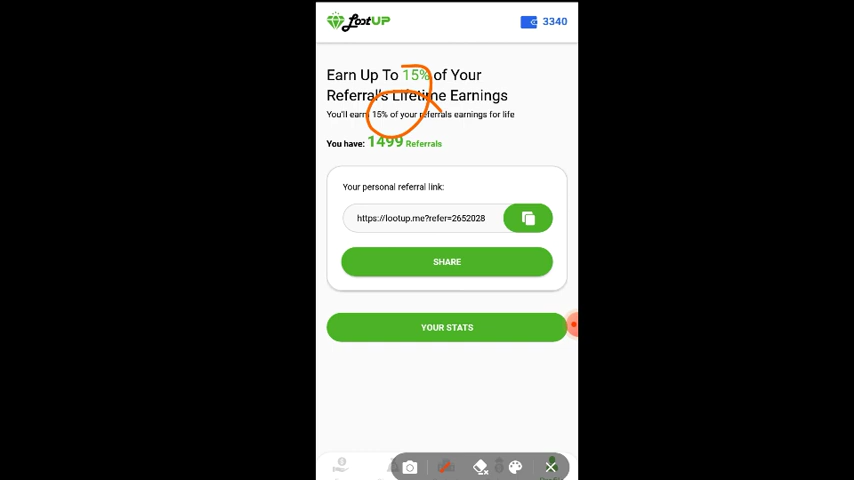 LootUP
3340
Earn Up To 15% of Your
Referral's Lifetime Earnings
You'll earn 15% of your referrals earnings for life
You have: 1499 Referrals
Your personal referral link:
https://lootup.me?refer=2652028
SHARE
YOUR STATS